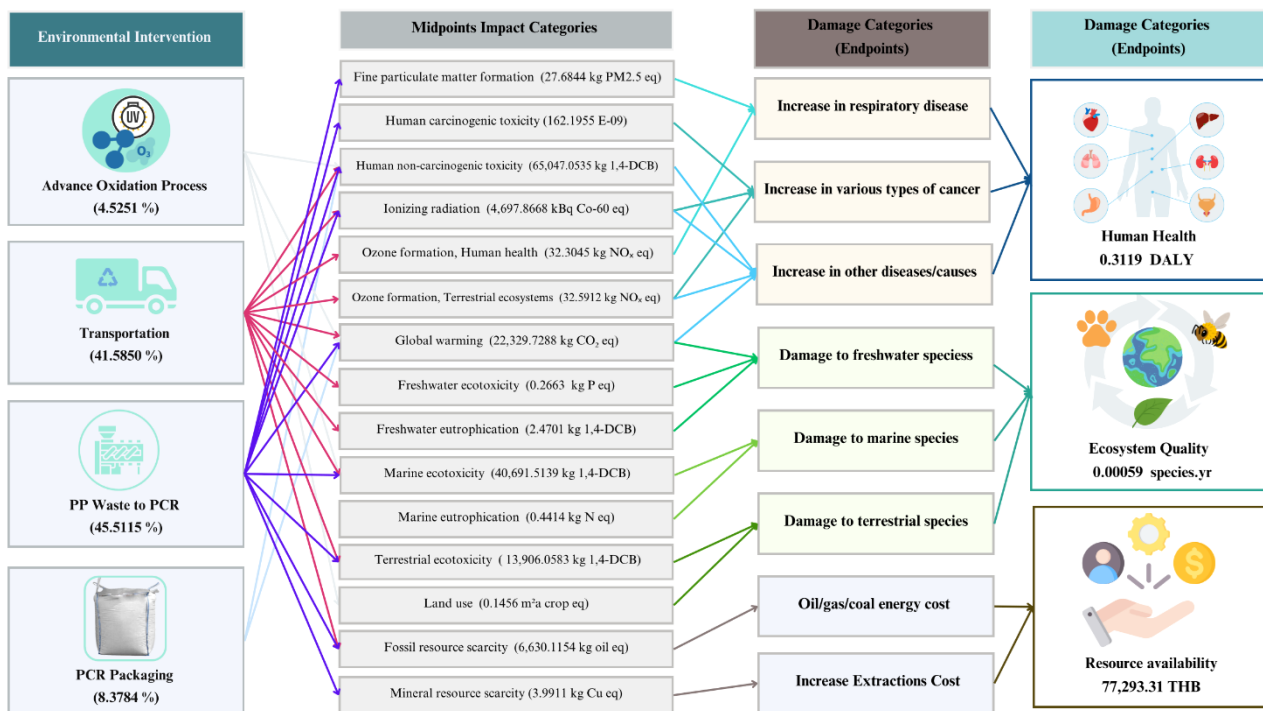 Environmental Intervention
UV
O₃
Advance Oxidation Process
(4.5251 %)
Transportation
(41.5850 %)
PP Waste to PCR
(45.5115 %)
PCR Packaging
(8.3784 %)
Midpoints Impact Categories
Fine particulate matter formation (27.6844 kg PM2.5 eq)
Human carcinogenic toxicity (162.1955 E-09)
Human non-carcinogenic toxicity (65,047.0535 kg 1,4-DCB)
Ionizing radiation (4,697.8668 kBq Co-60 eq)
Ozone formation, Human health (32.3045 kg NOₓ eq)
Ozone formation, Terrestrial ecosystems (32.5912 kg NOₓ eq)
Global warming (22,329.7288 kg CO₂ eq)
Freshwater ecotoxicity (0.2663 kg P eq)
Freshwater eutrophication (2.4701 kg 1,4-DCB)
Marine ecotoxicity (40,691.5139 kg 1,4-DCB)
Marine eutrophication (0.4414 kg N eq)
Terrestrial ecotoxicity ( 13,906.0583 kg 1,4-DCB)
Land use (0.1456 m²a crop eq)
Fossil resource scarcity (6,630.1154 kg oil eq)
Mineral resource scarcity (3.9911 kg Cu eq)
Damage Categories
(Endpoints)
Increase in respiratory disease
Increase in various types of cancer
Increase in other diseases/causes
Damage to freshwater speciess
Damage to marine species
Damage to terrestrial species
Oil/gas/coal energy cost
Increase Extractions Cost
Damage Categories
(Endpoints)
Human Health
0.3119 DALY
Ecosystem Quality
0.00059 species.yr
$
Resource availability
77,293.31 THB